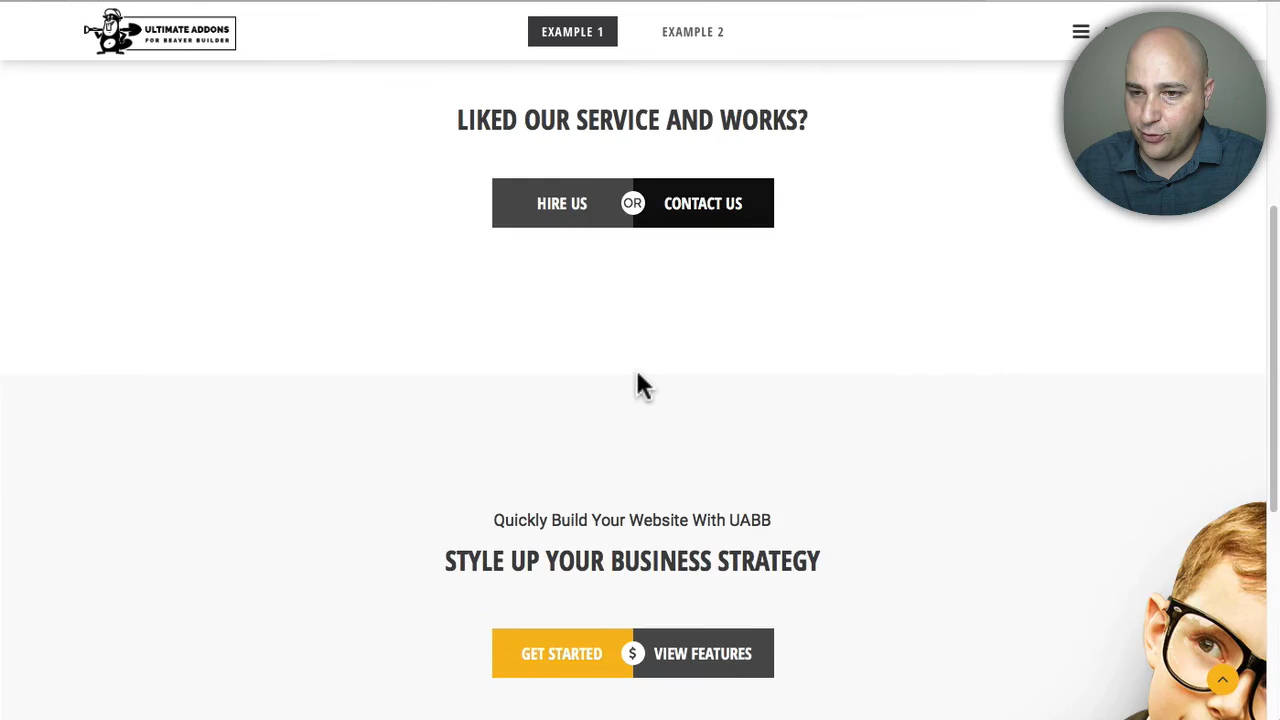 ULTIMATE ADDONS
FOR BEAVER BUILDER
EXAMPLE 1
EXAMPLE 2
LIKED OUR SERVICE AND WORKS?
HIRE US
OR
CONTACT US
Quickly Build Your Website With UABB
STYLE UP YOUR BUSINESS STRATEGY
GET STARTED
$
VIEW FEATURES